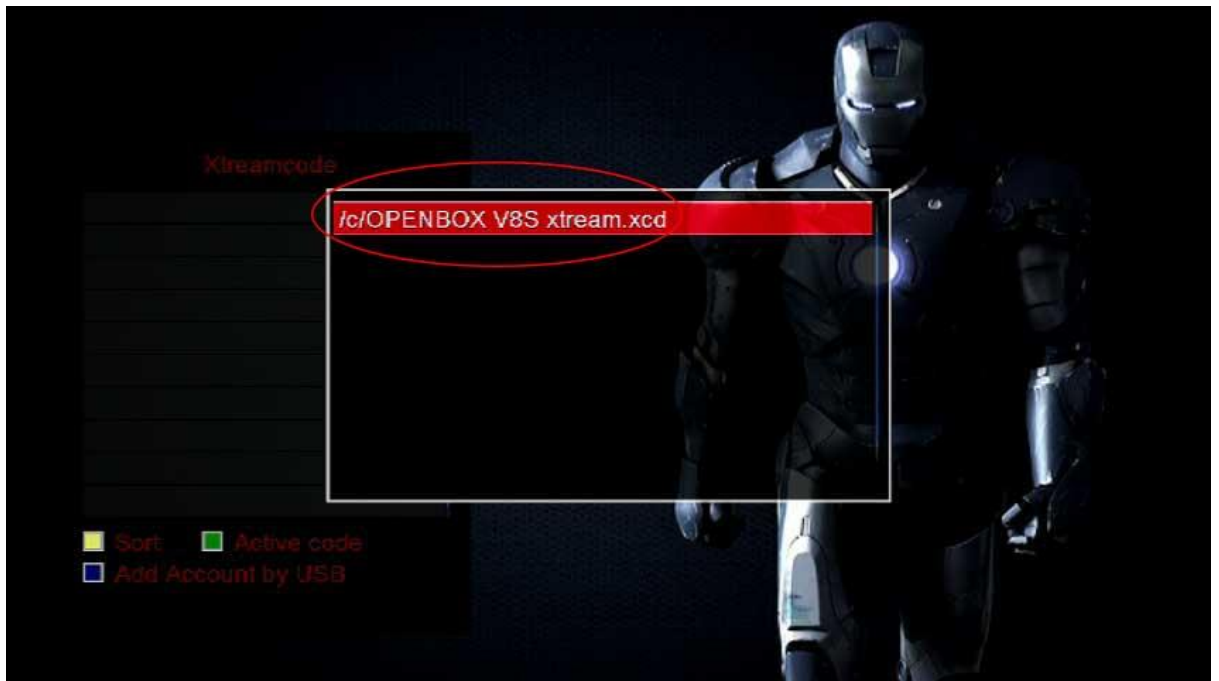 Xtreamcode
/c/OPENBOX V8S xtream.xcd
Sort
Active code
Add Account by USB